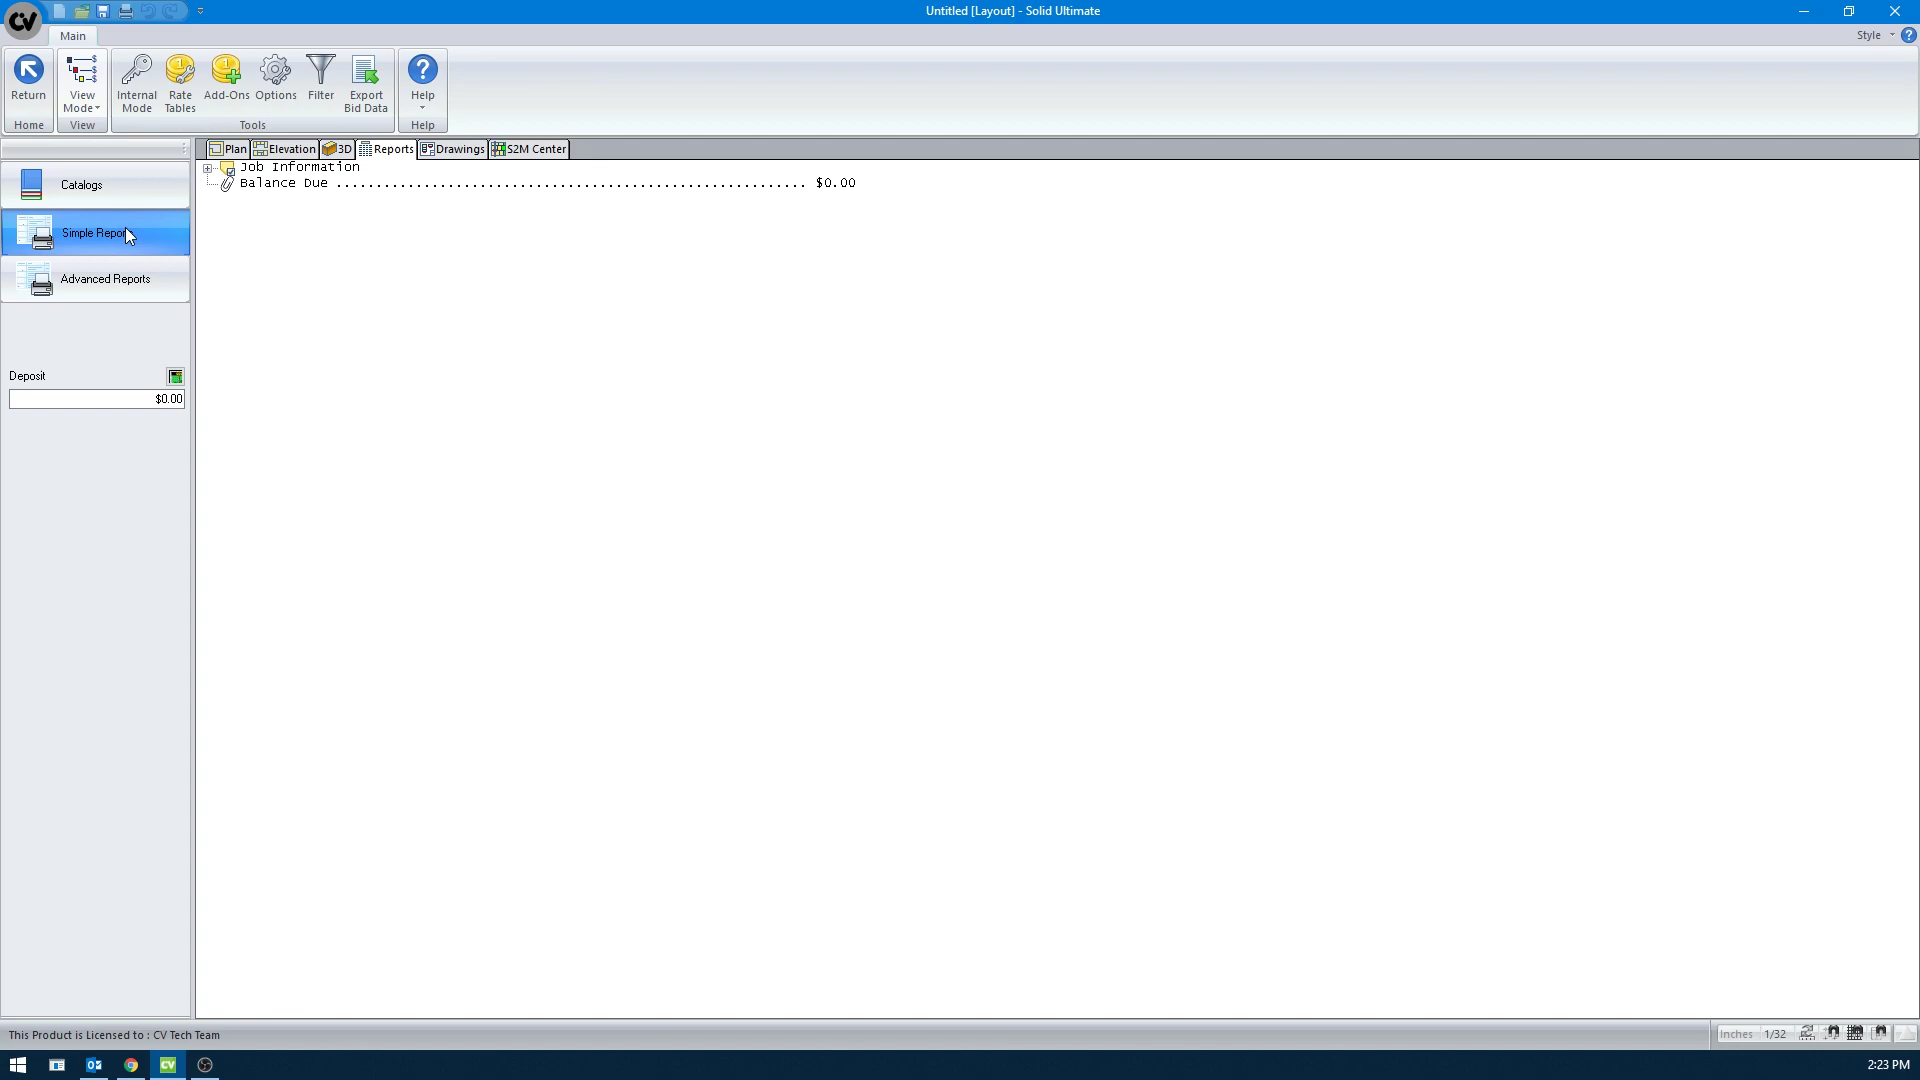 CV
Untitled [Layout] - Solid Ultimate
Main
Style
Return
View Mode
Internal Mode
Rate Tables
Add-Ons
Options
Filter
Export Bid Data
Help
Home
View
Tools
Help
Plan
Elevation
3D
Reports
Drawings
S2M Center
Job Information
Balance Due ........................................................... $0.00
Catalogs
Simple Reports
Advanced Reports
Deposit
$0.00
This Product is Licensed to : CV Tech Team
Inches
1/32
CV
2:23 PM